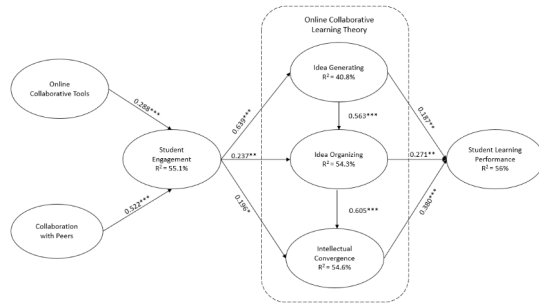 Online Collaborative
Learning Theory
Idea Generating
R² = 40.8%
Online
Collaborative Tools
0.288***
0.639***
0.563***
0.187**
Student
Engagement
R² = 55.1%
0.237**
Idea Organizing
R² = 54.3%
0.271**
Student Learning
Performance
R² = 56%
0.522***
0.196*
0.605***
0.380***
Collaboration
with Peers
Intellectual
Convergence
R² = 54.6%